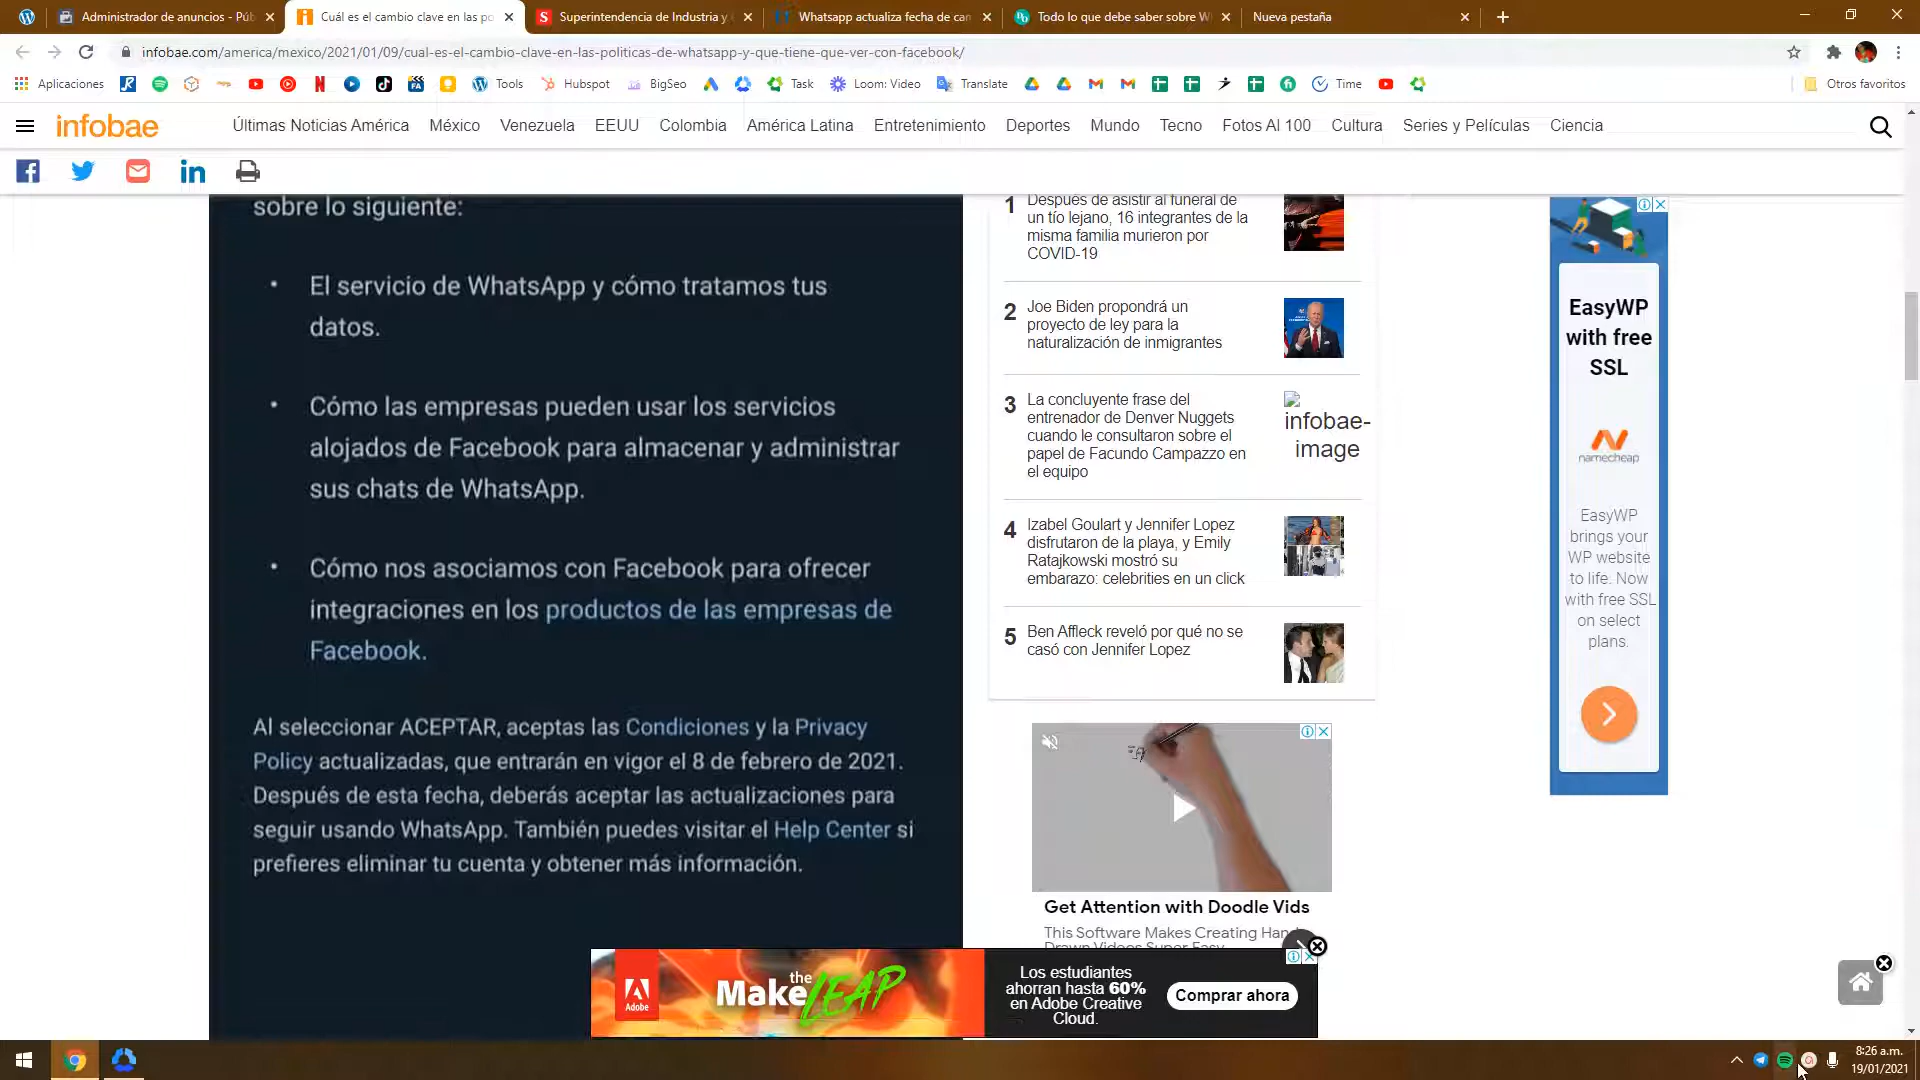 Administrador de anuncios - Púb
Cuál es el cambio clave en las po
Superintendencia de Industria y
Whatsapp actualiza fecha de can
Todo lo que debe saber sobre W
Nueva pestaña
infobae.com/america/mexico/2021/01/09/cual-es-el-cambio-clave-en-las-politicas-de-whatsapp-y-que-tiene-que-ver-con-facebook/
Aplicaciones
Tools
Hubspot
BigSeo
Task
Loom: Video
Translate
Time
Otros favoritos
infobae
Últimas Noticias América México Venezuela EEUU Colombia América Latina Entretenimiento Deportes Mundo Tecno Fotos Al 100 Cultura Series y Películas Ciencia
sobre lo siguiente:
• El servicio de WhatsApp y cómo tratamos tus
datos.
• Cómo las empresas pueden usar los servicios
alojados de Facebook para almacenar y administrar
sus chats de WhatsApp.
• Cómo nos asociamos con Facebook para ofrecer
integraciones en los productos de las empresas de
Facebook.
Al seleccionar ACEPTAR, aceptas las Condiciones y la Privacy
Policy actualizadas, que entrarán en vigor el 8 de febrero de 2021.
Después de esta fecha, deberás aceptar las actualizaciones para
seguir usando WhatsApp. También puedes visitar el Help Center si
prefieres eliminar tu cuenta y obtener más información.
1 Después de asistir al funeral de
un tío lejano, 16 integrantes de la
misma familia murieron por
COVID-19
2 Joe Biden propondrá un
proyecto de ley para la
naturalización de inmigrantes
3 La concluyente frase del
entrenador de Denver Nuggets
cuando le consultaron sobre el
papel de Facundo Campazzo en
el equipo
infobae-
image
4 Izabel Goulart y Jennifer Lopez
disfrutaron de la playa, y Emily
Ratajkowski mostró su
embarazo: celebrities en un click
5 Ben Affleck reveló por qué no se
casó con Jennifer Lopez
Get Attention with Doodle Vids
This Software Makes Creating Hand
Drawn Videos Super Easy
EasyWP
with free
SSL
namecheap
EasyWP
brings your
WP website
to life. Now
with free SSL
on select
plans.
Adobe
Make the LEAP
Los estudiantes
ahorran hasta 60%
en Adobe Creative
Cloud.
Comprar ahora
8:26 a.m.
19/01/2021